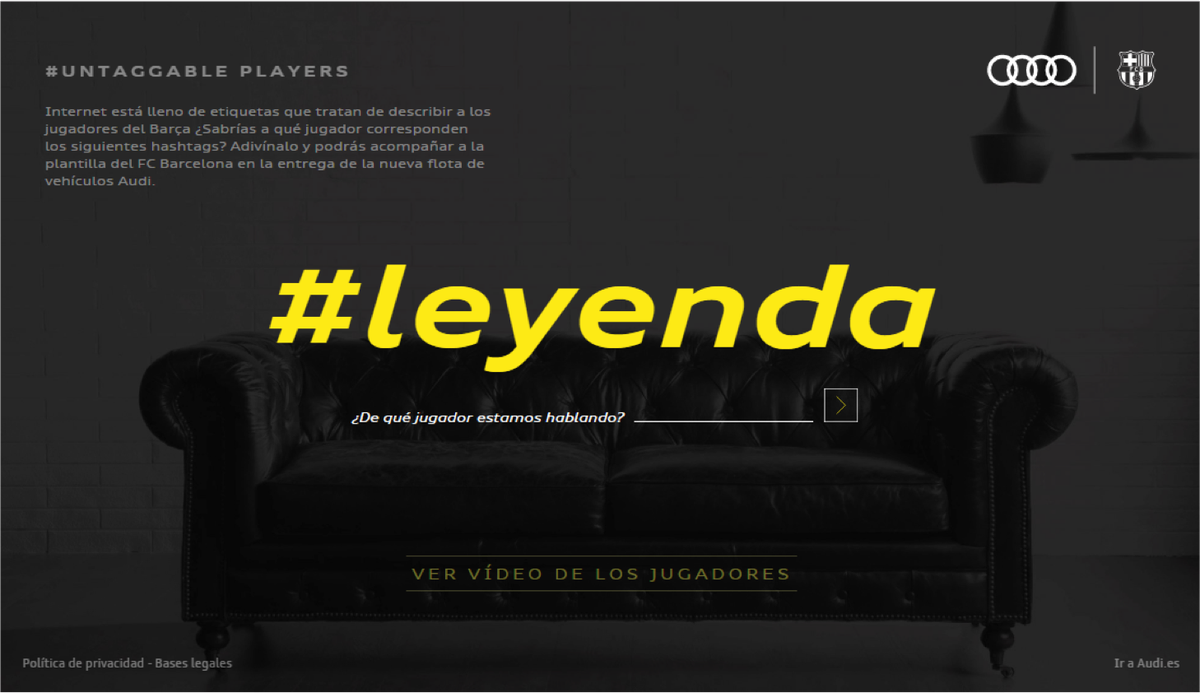 #UNTAGGABLE PLAYERS
Internet está lleno de etiquetas que tratan de describir a los
jugadores del Barça ¿Sabrías a qué jugador corresponden
los siguientes hashtags? Adivínalo y podrás acompañar a la
plantilla del FC Barcelona en la entrega de la nueva flota de
vehículos Audi.
#leyenda
¿De qué jugador estamos hablando?
VER VÍDEO DE LOS JUGADORES
Política de privacidad - Bases legales
Ir a Audi.es